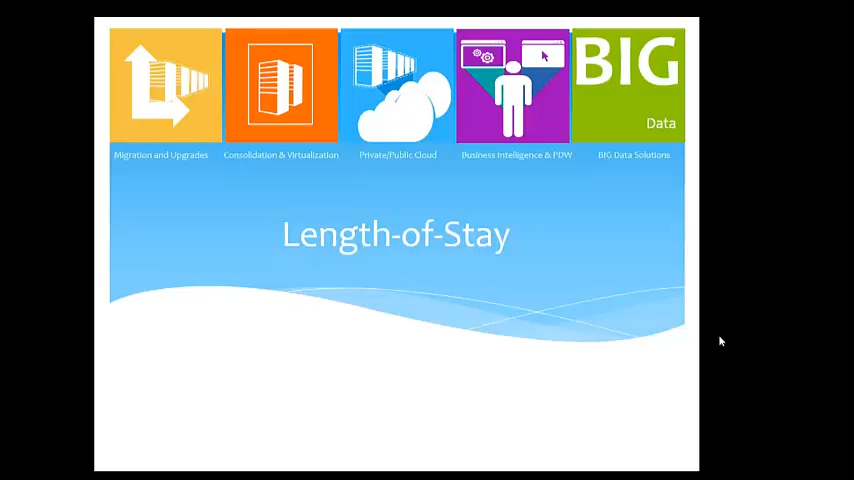 BIG
Data
Migration and Upgrades
Consolidation & Virtualization
Private/Public Cloud
Business Intelligence & PDW
BIG Data Solutions
Length-of-Stay